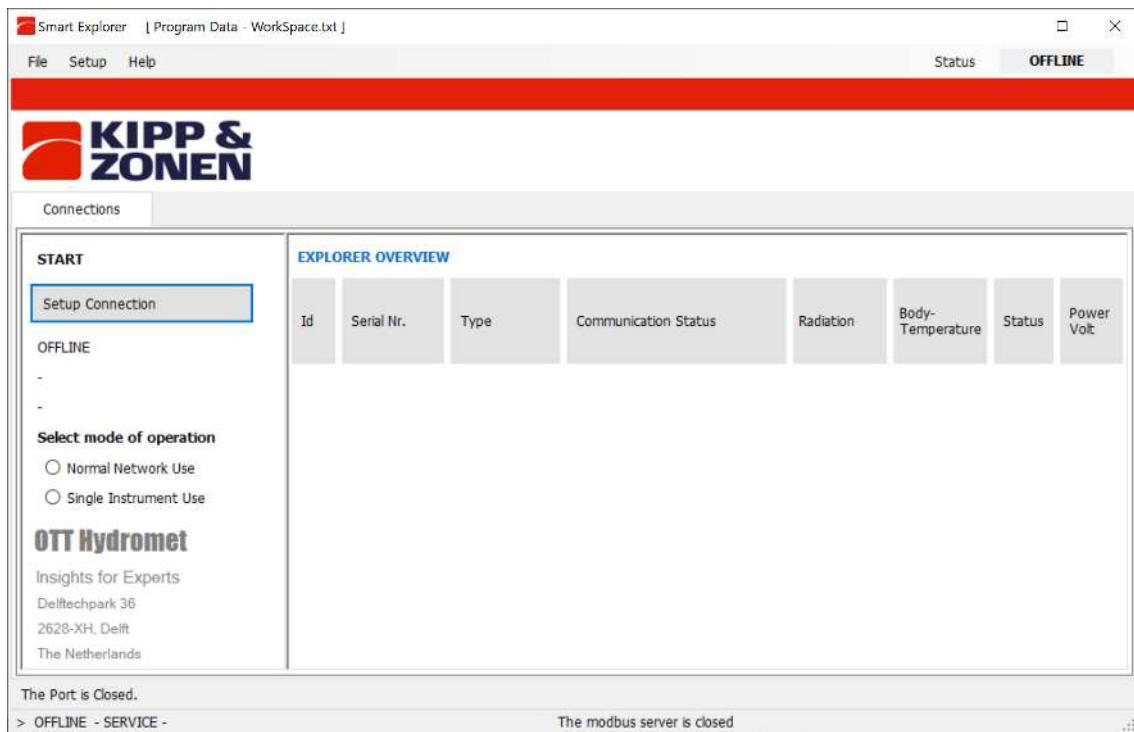 Smart Explorer [ Program Data - WorkSpace.txt ]
File Setup Help Status OFFLINE
KIPP &
ZONEN
Connections
START
Setup Connection
OFFLINE
-
-
Select mode of operation
Normal Network Use
Single Instrument Use
OTT Hydromet
Insights for Experts
Delftechpark 36
2628-XH, Delft
The Netherlands
EXPLORER OVERVIEW
Id Serial Nr. Type Communication Status Radiation Body-Temperature Status Power Volt
The Port is Closed.
> OFFLINE - SERVICE - The modbus server is closed